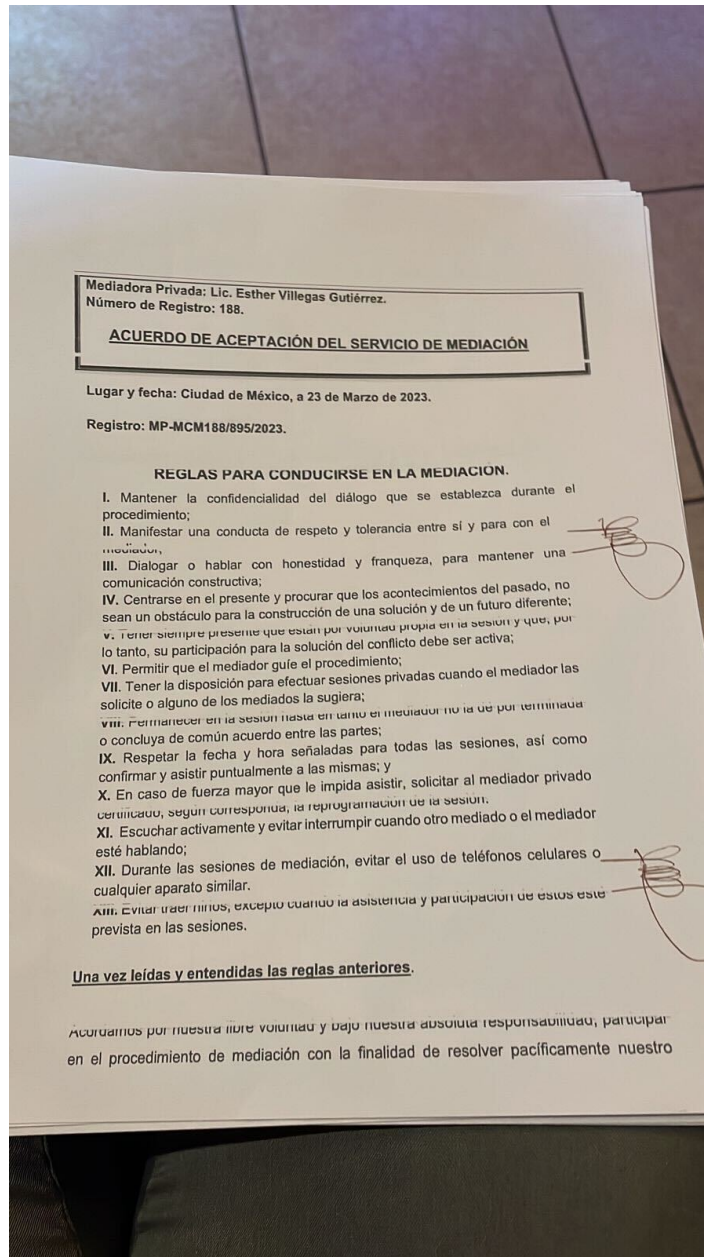 Mediadora Privada: Lic. Esther Villegas Gutiérrez.
Número de Registro: 188.
ACUERDO DE ACEPTACIÓN DEL SERVICIO DE MEDIACIÓN
Lugar y fecha: Ciudad de México, a 23 de Marzo de 2023.
Registro: MP-MCM188/895/2023.
REGLAS PARA CONDUCIRSE EN LA MEDIACIÓN.
I. Mantener la confidencialidad del diálogo que se establezca durante el
procedimiento;
II. Manifestar una conducta de respeto y tolerancia entre sí y para con el
mediador;
III. Dialogar o hablar con honestidad y franqueza, para mantener una
comunicación constructiva;
IV. Centrarse en el presente y procurar que los acontecimientos del pasado, no
sean un obstáculo para la construcción de una solución y de un futuro diferente;
V. Tener siempre presente que están por voluntad propia en la sesión y que, por
lo tanto, su participación para la solución del conflicto debe ser activa;
VI. Permitir que el mediador guíe el procedimiento;
VII. Tener la disposición para efectuar sesiones privadas cuando el mediador las
solicite o alguno de los mediados la sugiera;
VIII. Permanecer en la sesión hasta en tanto el mediador no la de por terminada
o concluya de común acuerdo entre las partes;
IX. Respetar la fecha y hora señaladas para todas las sesiones, así como
confirmar y asistir puntualmente a las mismas; y
X. En caso de fuerza mayor que le impida asistir, solicitar al mediador privado
certificado, según corresponda, la reprogramación de la sesión.
XI. Escuchar activamente y evitar interrumpir cuando otro mediado o el mediador
esté hablando;
XII. Durante las sesiones de mediación, evitar el uso de teléfonos celulares o
cualquier aparato similar.
XIII. Evitar traer niños, excepto cuando la asistencia y participación de estos esté
prevista en las sesiones.
Una vez leídas y entendidas las reglas anteriores.
Acordamos por nuestra libre voluntad y bajo nuestra absoluta responsabilidad, participar
en el procedimiento de mediación con la finalidad de resolver pacíficamente nuestro